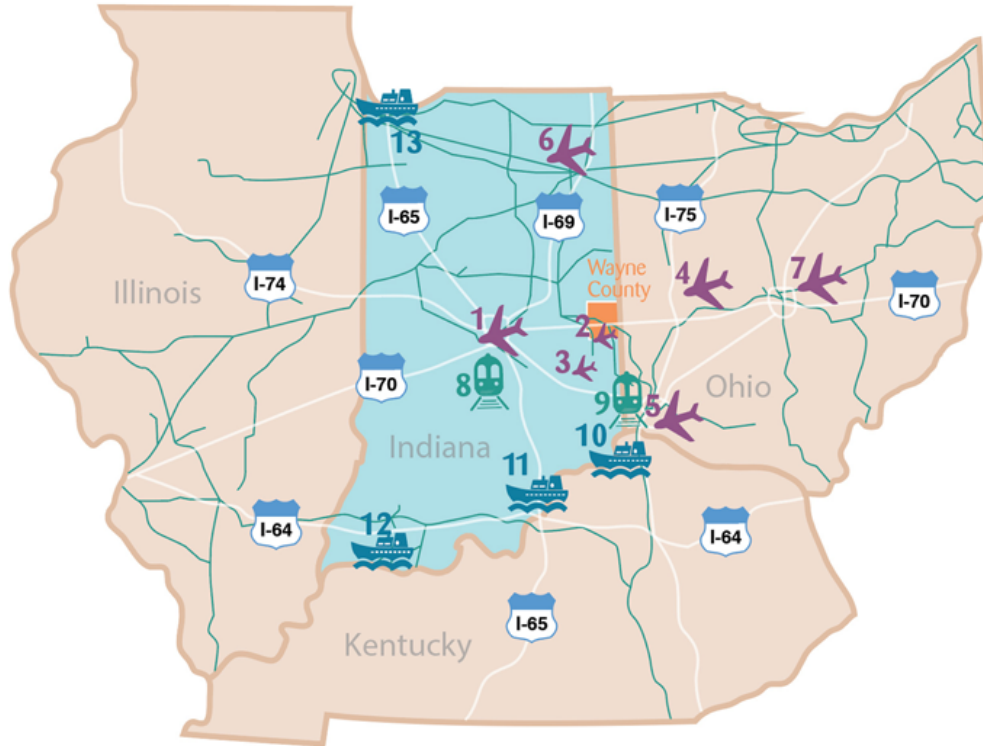 13
6
I-65
I-69
I-75
Wayne
County
4
7
I-74
Illinois
I-70
1
2
3
8
I-70
9
5
Ohio
10
Indiana
11
I-64
12
I-64
I-65
Kentucky